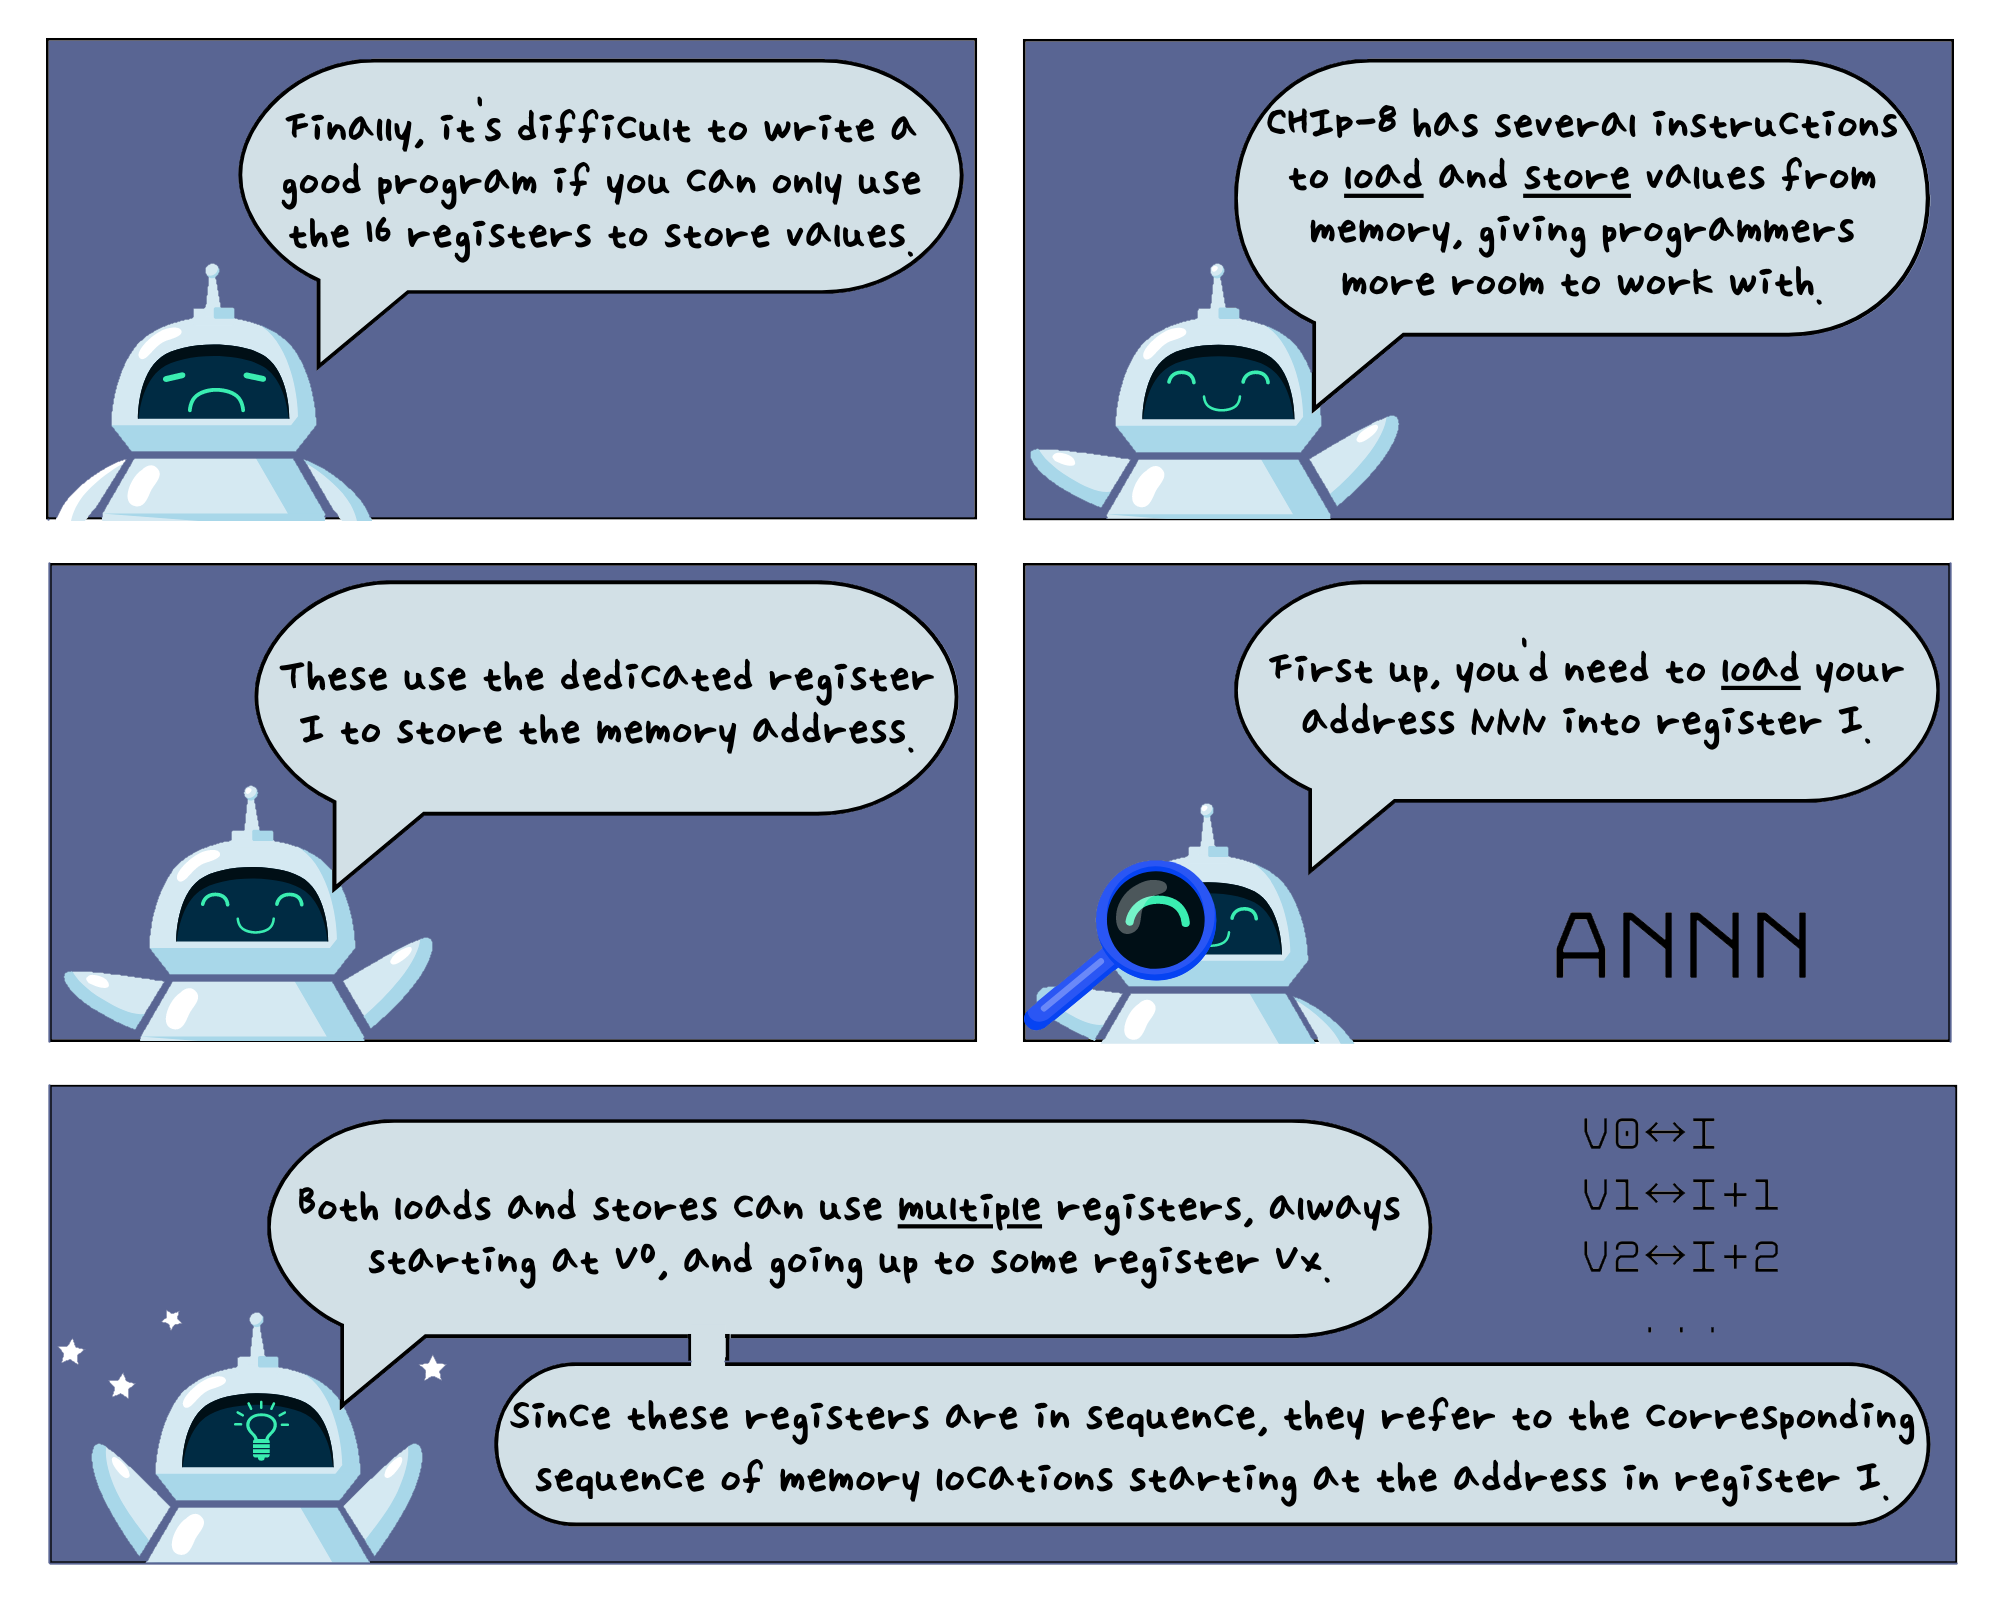 Finally, it's difficult to write a
good program if you can only use
the 16 registers to store values.
CHIP-8 has several instructions
to load and store values from
memory, giving programmers
more room to work with.
These use the dedicated register
I to store the memory address.
First up, you'd need to load your
address NNN into register I.
ANNN
Both loads and stores can use multiple registers, always
starting at V0, and going up to some register Vx.
V0↔I
V1↔I+1
V2↔I+2
...
Since these registers are in sequence, they refer to the corresponding
sequence of memory locations starting at the address in register I.